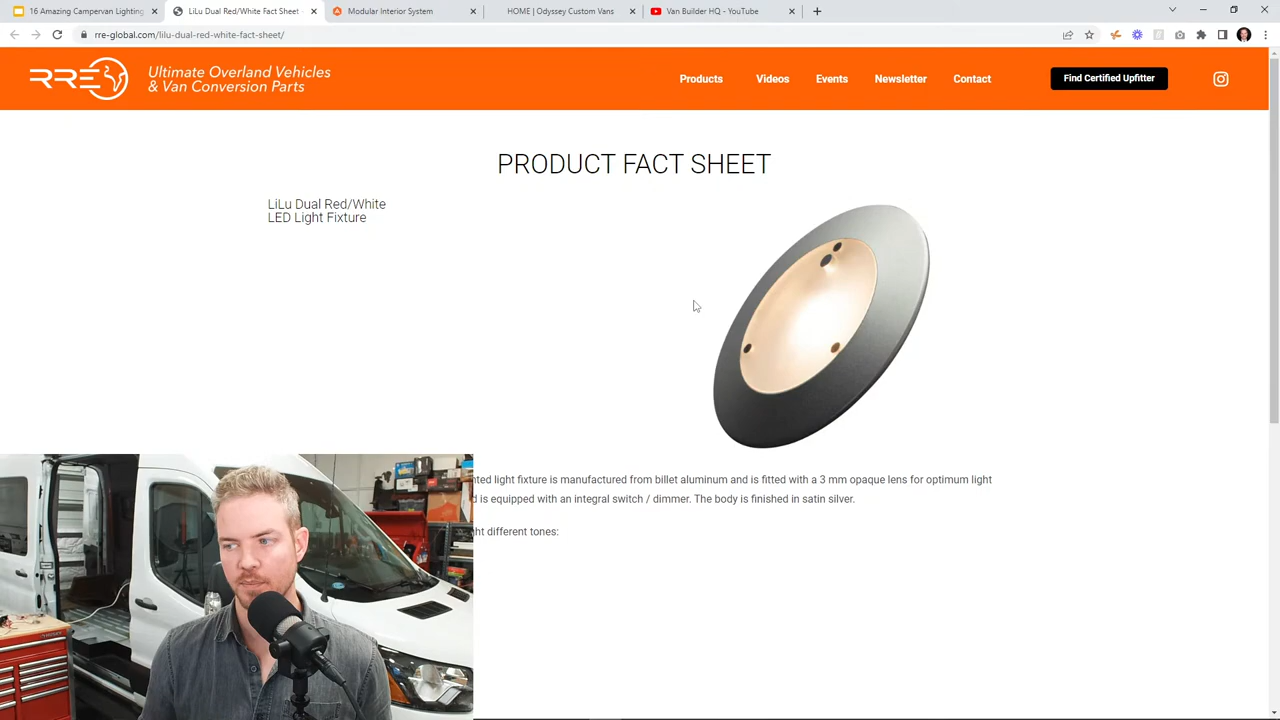 16 Amazing Campervan Lighting
LiLu Dual Red/White Fact Sheet
Modular Interior System
HOME | Odyssey Custom Vans
Van Builder HQ - YouTube
rre-global.com/lilu-dual-red-white-fact-sheet/
RRE
Ultimate Overland Vehicles
& Van Conversion Parts
Products
Videos
Events
Newsletter
Contact
Find Certified Upfitter
PRODUCT FACT SHEET
LiLu Dual Red/White
LED Light Fixture
nted light fixture is manufactured from billet aluminum and is fitted with a 3 mm opaque lens for optimum light
d is equipped with an integral switch / dimmer. The body is finished in satin silver.
ght different tones: